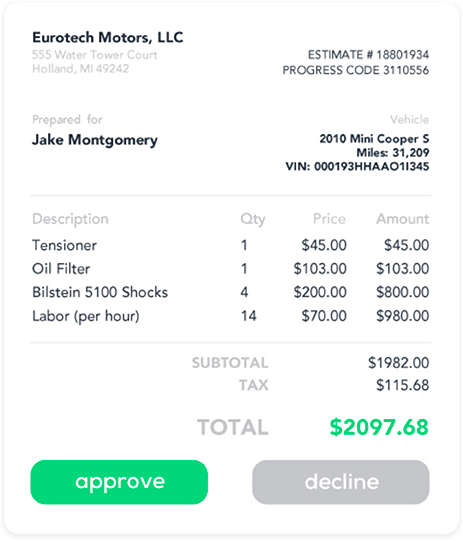 Eurotech Motors, LLC
555 Water Tower Court
Holland, MI 49242
ESTIMATE # 18801934
PROGRESS CODE 3110556
Prepared for
Jake Montgomery
Vehicle
2010 Mini Cooper S
Miles: 31,209
VIN: 000193HHAAO1I345
Description Qty Price Amount
Tensioner 1 $45.00 $45.00
Oil Filter 1 $103.00 $103.00
Bilstein 5100 Shocks 4 $200.00 $800.00
Labor (per hour) 14 $70.00 $980.00
SUBTOTAL $1982.00
TAX $115.68
TOTAL $2097.68
approve decline